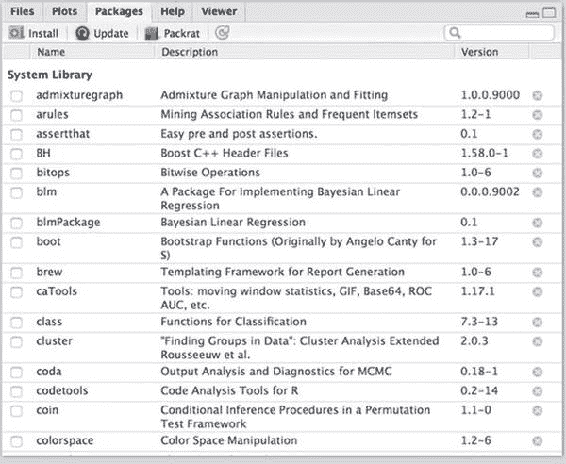 Files Plots Packages Help Viewer
Install Update Packrat
Name Description Version
System Library
admixturegraph Admixture Graph Manipulation and Fitting 1.0.0.9000
arules Mining Association Rules and Frequent Itemsets 1.2-1
assertthat Easy pre and post assertions. 0.1
BH Boost C++ Header Files 1.58.0-1
bitops Bitwise Operations 1.0-6
blm A Package For Implementing Bayesian Linear 0.0.0.9002
Regression
blmPackage Bayesian Linear Regression 0.1
boot Bootstrap Functions (Originally by Angelo Canty for 1.3-17
S)
brew Templating Framework for Report Generation 1.0-6
caTools Tools: moving window statistics, GIF, Base64, ROC 1.17.1
AUC, etc.
class Functions for Classification 7.3-13
cluster "Finding Groups in Data": Cluster Analysis Extended 2.0.3
Rousseeuw et al.
coda Output Analysis and Diagnostics for MCMC 0.18-1
codetools Code Analysis Tools for R 0.2-14
coin Conditional Inference Procedures in a Permutation 1.1-0
Test Framework
colorspace Color Space Manipulation 1.2-6